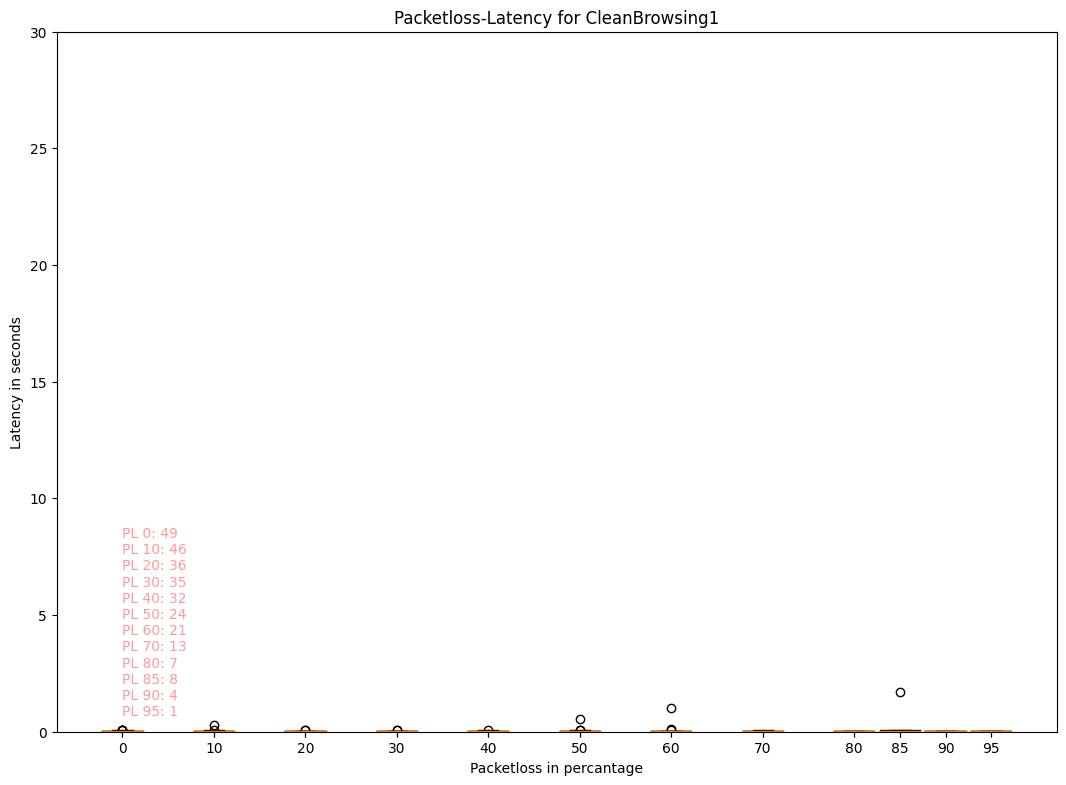 Packetloss-Latency for CleanBrowsing1
30
25
20
15
10
5
0
Latency in seconds
PL 0: 49
PL 10: 46
PL 20: 36
PL 30: 35
PL 40: 32
PL 50: 24
PL 60: 21
PL 70: 13
PL 80: 7
PL 85: 8
PL 90: 4
PL 95: 1
0 10 20 30 40 50 60 70 80 85 90 95
Packetloss in percantage